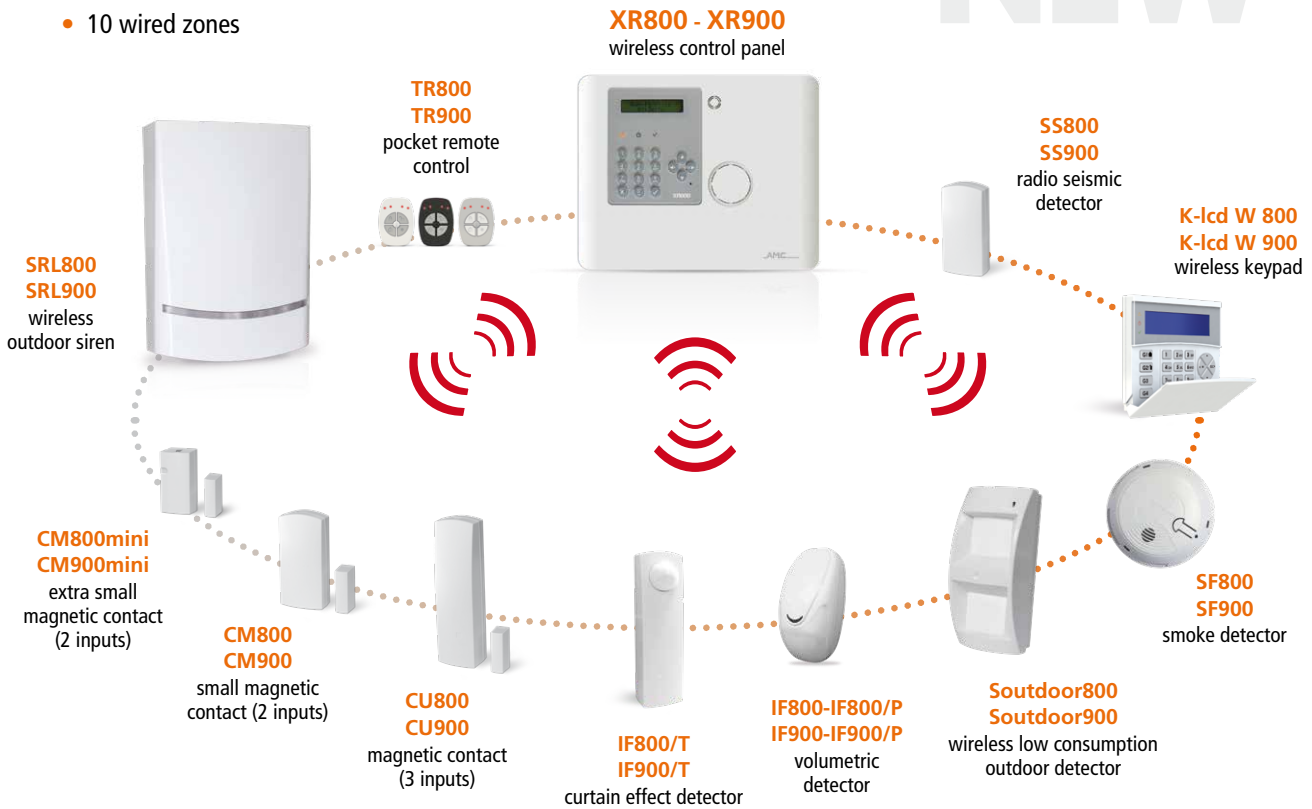 NEW
• 10 wired zones
XR800 - XR900
wireless control panel
TR800
TR900
pocket remote
control
SS800
SS900
radio seismic
detector
K-lcd W 800
K-lcd W 900
wireless keypad
SRL800
SRL900
wireless
outdoor siren
AMC
CM800mini
CM900mini
extra small
magnetic contact
(2 inputs)
CM800
CM900
small magnetic
contact (2 inputs)
CU800
CU900
magnetic contact
(3 inputs)
IF800/T
IF900/T
curtain effect detector
IF800-IF800/P
IF900-IF900/P
volumetric
detector
Soutdoor800
Soutdoor900
wireless low consumption
outdoor detector
SF800
SF900
smoke detector